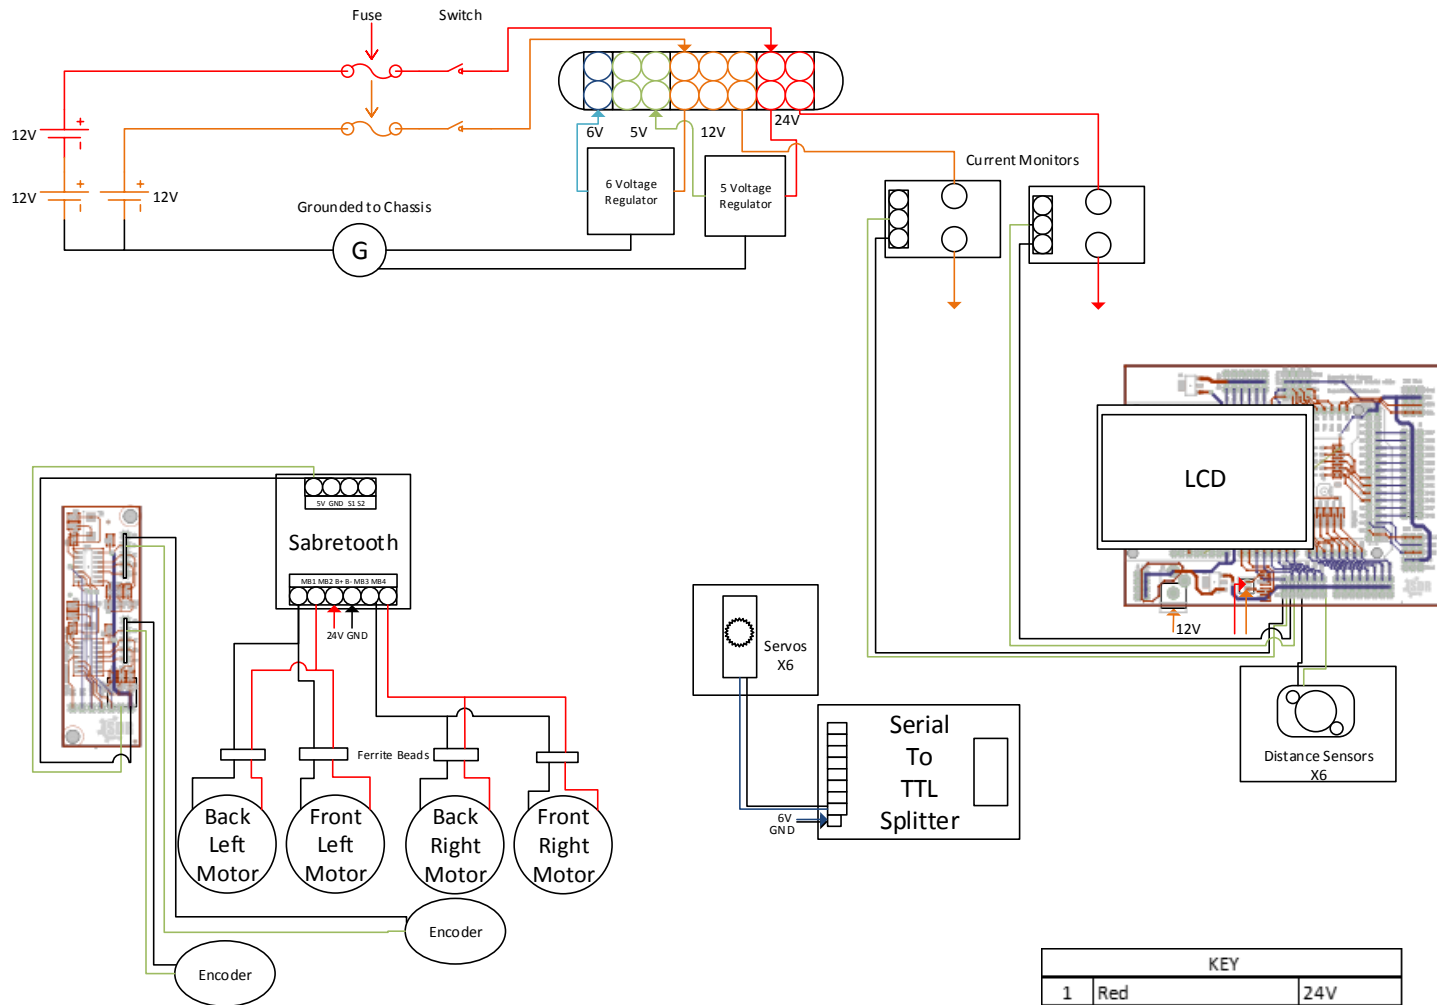 Fuse
Switch
12V
12V
12V
6V
5V
12V
24V
6 Voltage
Regulator
5 Voltage
Regulator
Current Monitors
Grounded to Chassis
G
LCD
5V GND S1 S2
Sabretooth
MB1 MB2 B+ B- MB3 MB4
24V GND
12V
Servos
X6
Serial
To
TTL
Splitter
6V
GND
Distance Sensors
X6
Ferrite Beads
Back
Left
Motor
Front
Left
Motor
Back
Right
Motor
Front
Right
Motor
Encoder
Encoder
KEY
1 Red 24V